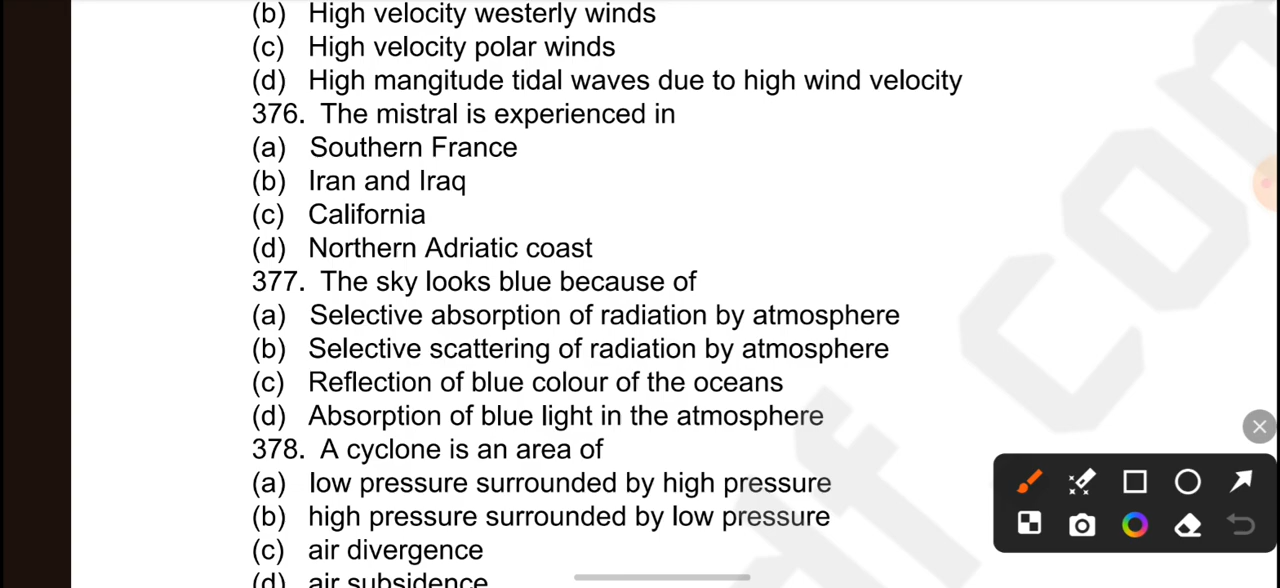 (b) High velocity westerly winds
(c) High velocity polar winds
(d) High mangitude tidal waves due to high wind velocity
376. The mistral is experienced in
(a) Southern France
(b) Iran and Iraq
(c) California
(d) Northern Adriatic coast
377. The sky looks blue because of
(a) Selective absorption of radiation by atmosphere
(b) Selective scattering of radiation by atmosphere
(c) Reflection of blue colour of the oceans
(d) Absorption of blue light in the atmosphere
378. A cyclone is an area of
(a) low pressure surrounded by high pressure
(b) high pressure surrounded by low pressure
(c) air divergence
(d) air subsidence